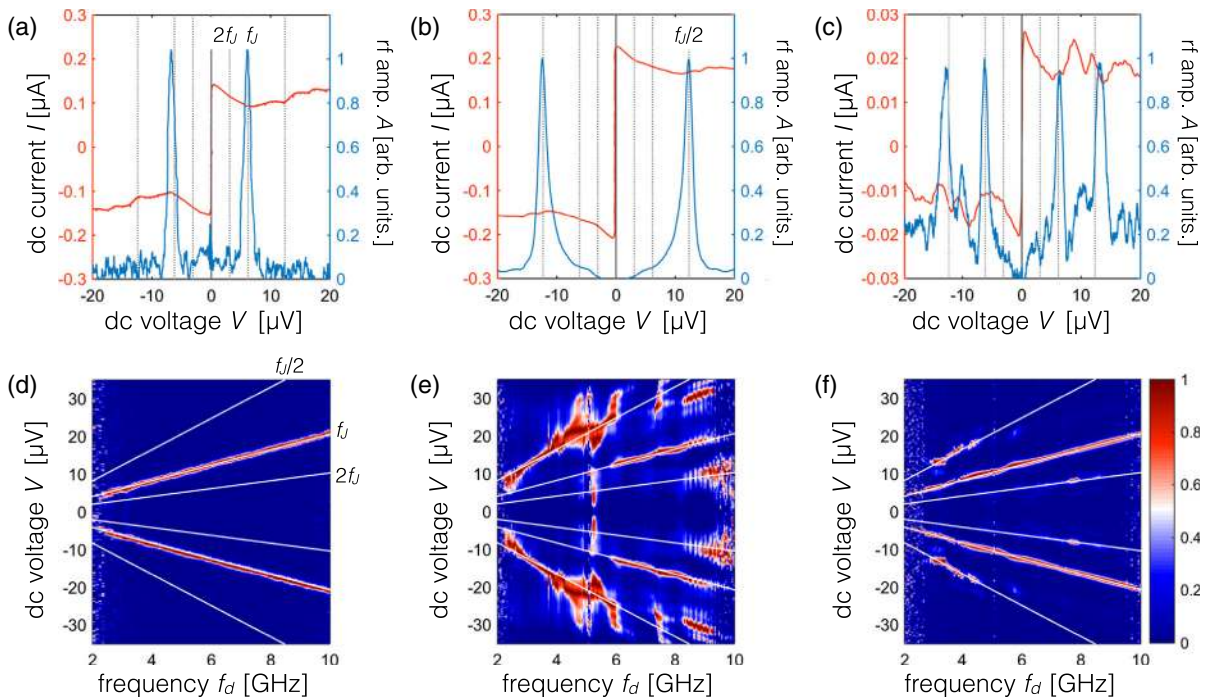 (a)
2fJ fJ
dc current I [µA]
0.3
0.2
0.1
0
-0.1
-0.2
-0.3
-20 -10 0 10 20
dc voltage V [µV]
1
0.8
0.6
0.4
0.2
0
rf amp. A [arb. units.]
(b)
fJ/2
dc current I [µA]
0.3
0.2
0.1
0
-0.1
-0.2
-0.3
-20 -10 0 10 20
dc voltage V [µV]
1
0.8
0.6
0.4
0.2
0
rf amp. A [arb. units.]
(c)
dc current I [µA]
0.03
0.02
0.01
0
-0.01
-0.02
-0.03
-20 -10 0 10 20
dc voltage V [µV]
1
0.8
0.6
0.4
0.2
0
rf amp. A [arb. units.]
(d)
fJ/2
fJ
2fJ
dc voltage V [µV]
30
20
10
0
-10
-20
-30
2 4 6 8 10
frequency fd [GHz]
(e)
dc voltage V [µV]
30
20
10
0
-10
-20
-30
2 4 6 8 10
frequency fd [GHz]
(f)
dc voltage V [µV]
30
20
10
0
-10
-20
-30
2 4 6 8 10
frequency fd [GHz]
1
0.8
0.6
0.4
0.2
0